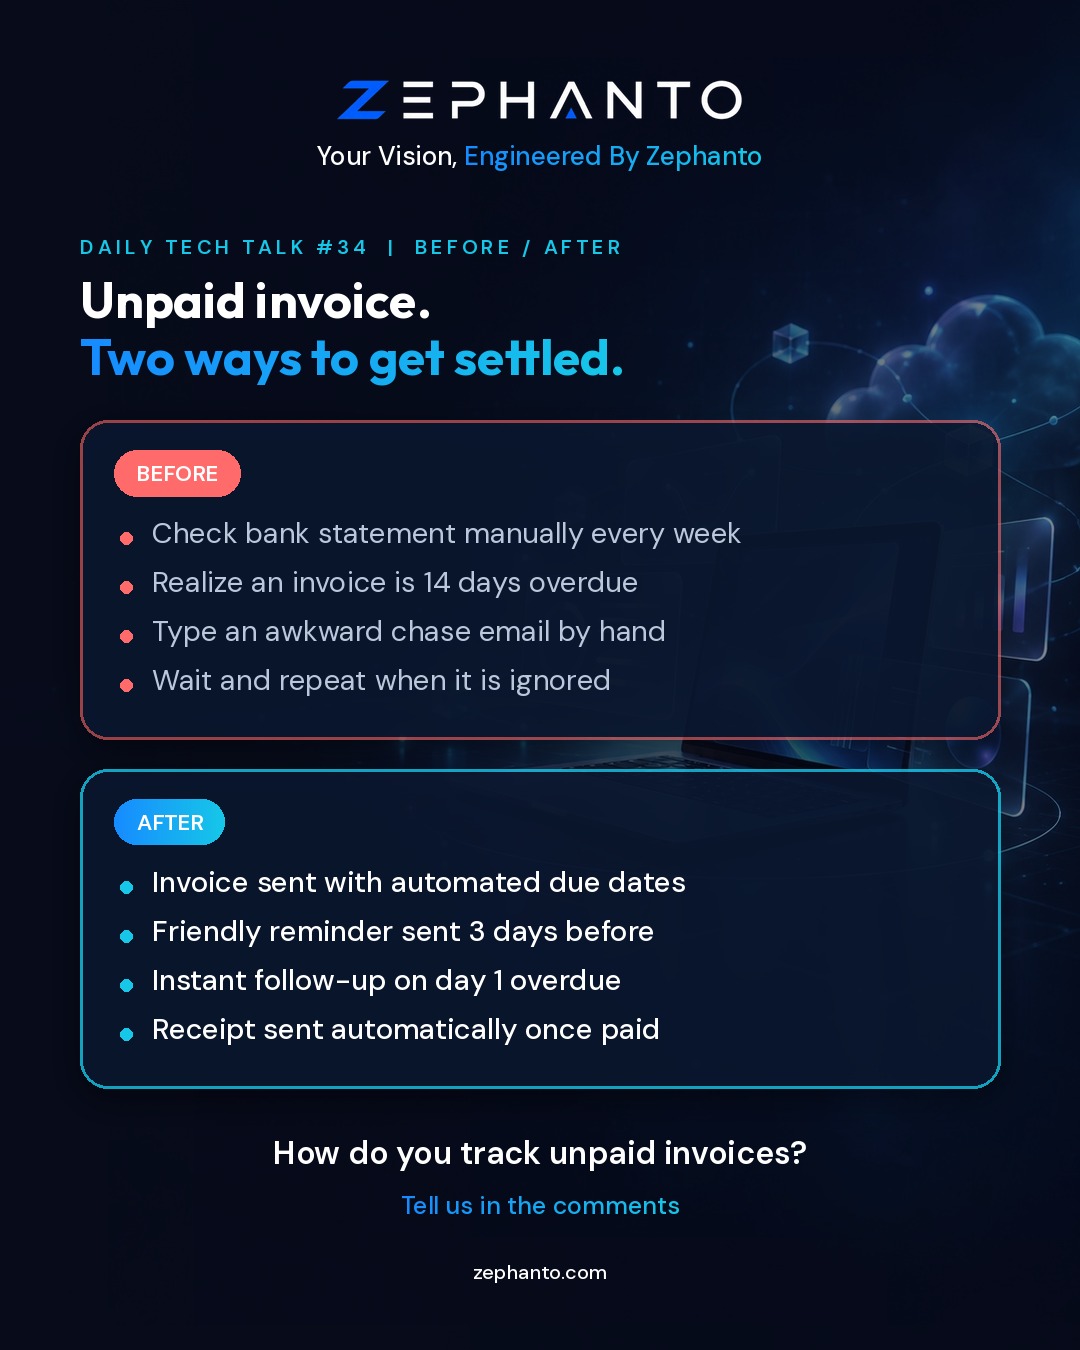 ZEPHANTO
Your Vision, Engineered By Zephanto
DAILY TECH TALK #34 | BEFORE / AFTER
Unpaid invoice.
Two ways to get settled.
BEFORE
Check bank statement manually every week
Realize an invoice is 14 days overdue
Type an awkward chase email by hand
Wait and repeat when it is ignored
AFTER
Invoice sent with automated due dates
Friendly reminder sent 3 days before
Instant follow-up on day 1 overdue
Receipt sent automatically once paid
How do you track unpaid invoices?
Tell us in the comments
zephanto.com